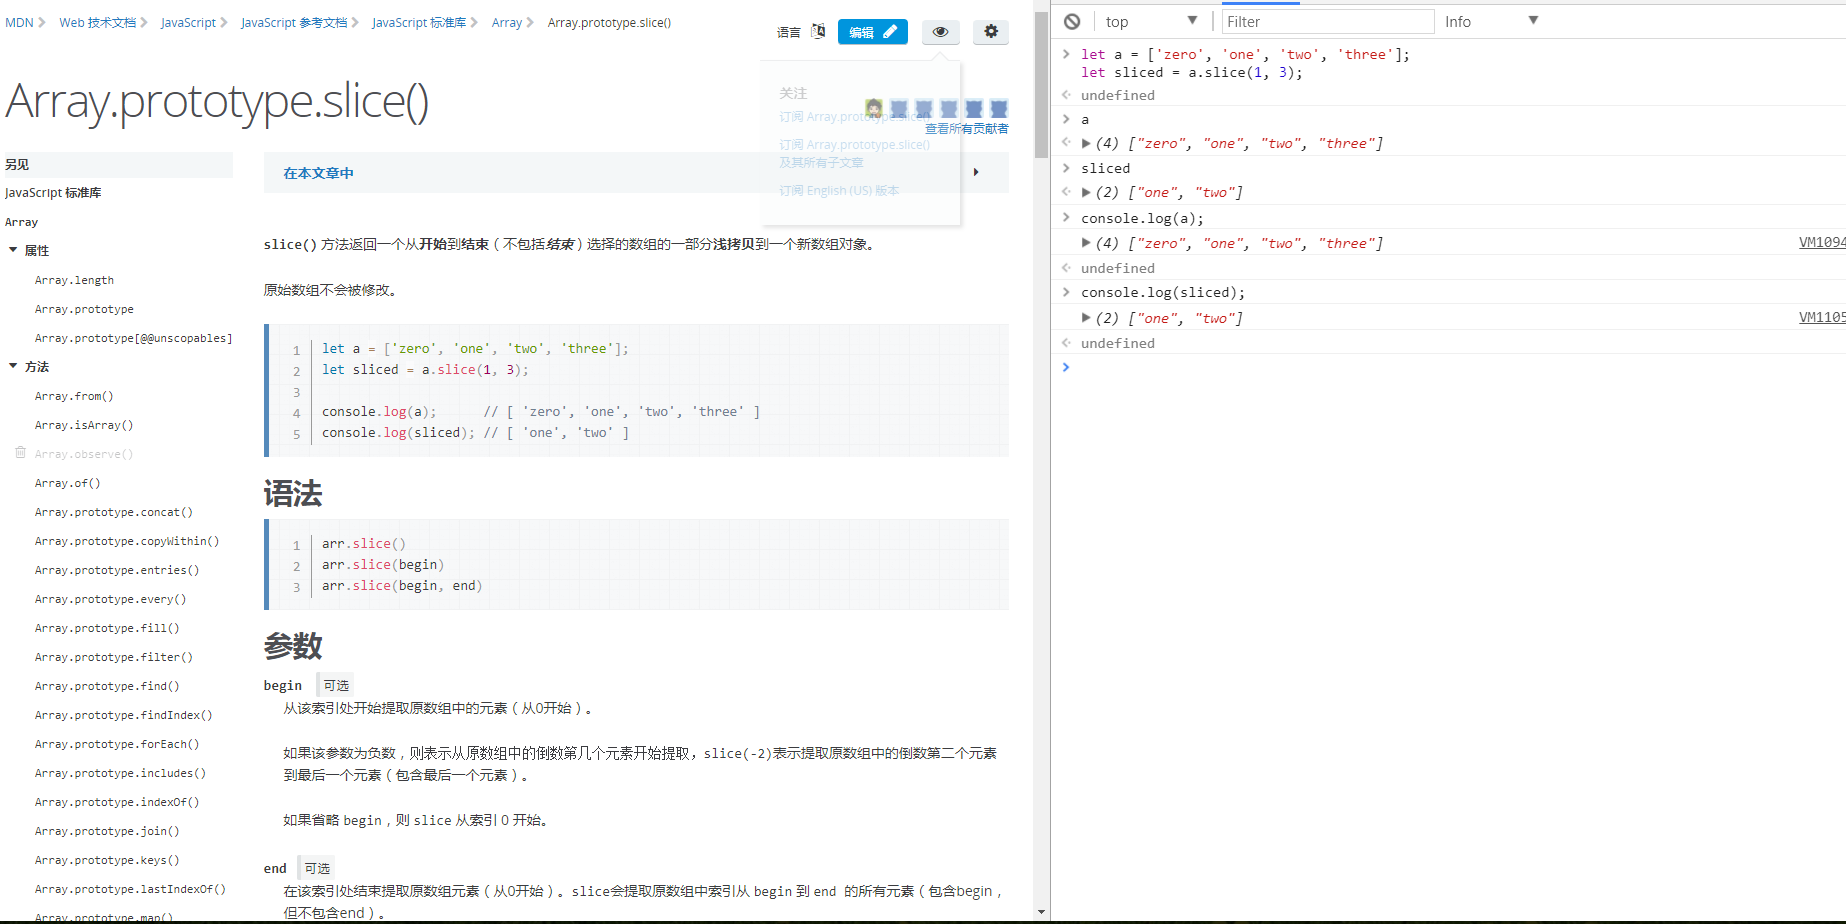 MDN
Web 技术文档
JavaScript
JavaScript 参考文档
JavaScript 标准库
Array
Array.prototype.slice()
语言
编辑
Array.prototype.slice()
关注
订阅 Array.prototype.slice()
查看所有贡献者
订阅 Array.prototype.slice()
及其所有子文章
订阅 English (US) 版本
另见
JavaScript 标准库
Array
属性
Array.length
Array.prototype
Array.prototype[@@unscopables]
方法
Array.from()
Array.isArray()
Array.observe()
Array.of()
Array.prototype.concat()
Array.prototype.copyWithin()
Array.prototype.entries()
Array.prototype.every()
Array.prototype.fill()
Array.prototype.filter()
Array.prototype.find()
Array.prototype.findIndex()
Array.prototype.forEach()
Array.prototype.includes()
Array.prototype.indexOf()
Array.prototype.join()
Array.prototype.keys()
Array.prototype.lastIndexOf()
Array.prototype.map()
在本文章中
slice() 方法返回一个从开始到结束（不包括结束）选择的数组的一部分浅拷贝到一个新数组对象。
原始数组不会被修改。
1 let a = ['zero', 'one', 'two', 'three'];
2 let sliced = a.slice(1, 3);
3
4 console.log(a);      // [ 'zero', 'one', 'two', 'three' ]
5 console.log(sliced); // [ 'one', 'two' ]
语法
1 arr.slice()
2 arr.slice(begin)
3 arr.slice(begin, end)
参数
begin 可选
从该索引处开始提取原数组中的元素（从0开始）。
如果该参数为负数，则表示从原数组中的倒数第几个元素开始提取，slice(-2)表示提取原数组中的倒数第二个元素
到最后一个元素（包含最后一个元素）。
如果省略 begin，则 slice 从索引 0 开始。
end 可选
在该索引处结束提取原数组元素（从0开始）。slice会提取原数组中索引从 begin 到 end 的所有元素（包含begin，
但不包含end）。
top
Filter
Info
let a = ['zero', 'one', 'two', 'three'];
let sliced = a.slice(1, 3);
undefined
a
(4) ["zero", "one", "two", "three"]
sliced
(2) ["one", "two"]
console.log(a);
(4) ["zero", "one", "two", "three"] VM1094
undefined
console.log(sliced);
(2) ["one", "two"] VM1105
undefined